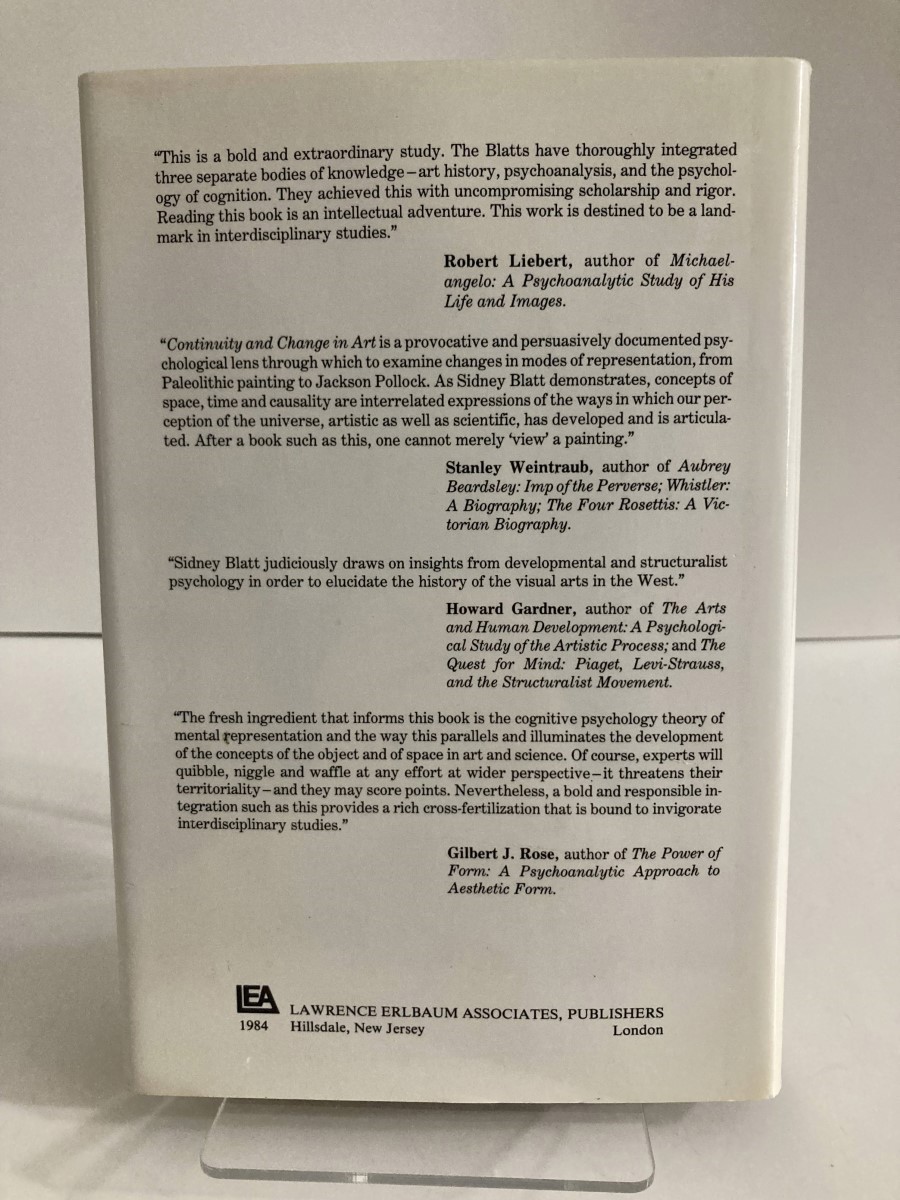 “This is a bold and extraordinary study. The Blatts have thoroughly integrated
three separate bodies of knowledge—art history, psychoanalysis, and the psychol-
ogy of cognition. They achieved this with uncompromising scholarship and rigor.
Reading this book is an intellectual adventure. This work is destined to be a land-
mark in interdisciplinary studies.”
Robert Liebert, author of Michael-
angelo: A Psychoanalytic Study of His
Life and Images.
“Continuity and Change in Art is a provocative and persuasively documented psy-
chological lens through which to examine changes in modes of representation, from
Paleolithic painting to Jackson Pollock. As Sidney Blatt demonstrates, concepts of
space, time and causality are interrelated expressions of the ways in which our per-
ception of the universe, artistic as well as scientific, has developed and is articula-
ted. After a book such as this, one cannot merely ‘view’ a painting.”
Stanley Weintraub, author of Aubrey
Beardsley: Imp of the Perverse; Whistler:
A Biography; The Four Rosettis: A Vic-
torian Biography.
“Sidney Blatt judiciously draws on insights from developmental and structuralist
psychology in order to elucidate the history of the visual arts in the West.”
Howard Gardner, author of The Arts
and Human Development: A Psychologi-
cal Study of the Artistic Process; and The
Quest for Mind: Piaget, Levi-Strauss,
and the Structuralist Movement.
“The fresh ingredient that informs this book is the cognitive psychology theory of
mental representation and the way this parallels and illuminates the development
of the concepts of the object and of space in art and science. Of course, experts will
quibble, niggle and waffle at any effort at wider perspective—it threatens their
territoriality—and they may score points. Nevertheless, a bold and responsible in-
tegration such as this provides a rich cross-fertilization that is bound to invigorate
interdisciplinary studies.”
Gilbert J. Rose, author of The Power of
Form: A Psychoanalytic Approach to
Aesthetic Form.
LEA
1984
LAWRENCE ERLBAUM ASSOCIATES, PUBLISHERS
Hillsdale, New Jersey London